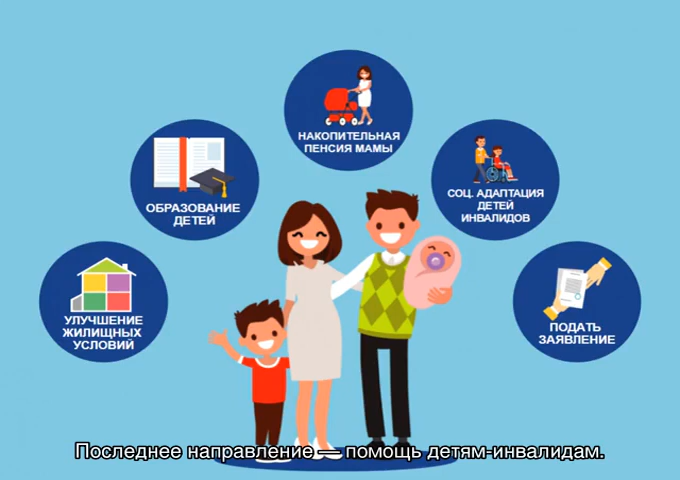 НАКОПИТЕЛЬНАЯ
ПЕНСИЯ МАМЫ
ОБРАЗОВАНИЕ
ДЕТЕЙ
СОЦ. АДАПТАЦИЯ
ДЕТЕЙ
ИНВАЛИДОВ
УЛУЧШЕНИЕ
ЖИЛИЩНЫХ
УСЛОВИЙ
ПОДАТЬ
ЗАЯВЛЕНИЕ
Последнее направление — помощь детям-инвалидам.